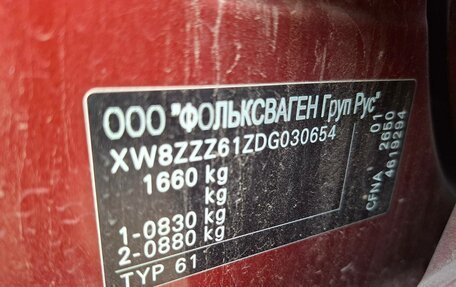 ООО "ФОЛЬКСВАГЕН Груп Рус"
XW8ZZZ61ZDG030654
1660 kg
kg
1-0830 kg
2-0880 kg
TYP 61
01
2650
CFNA 4619294